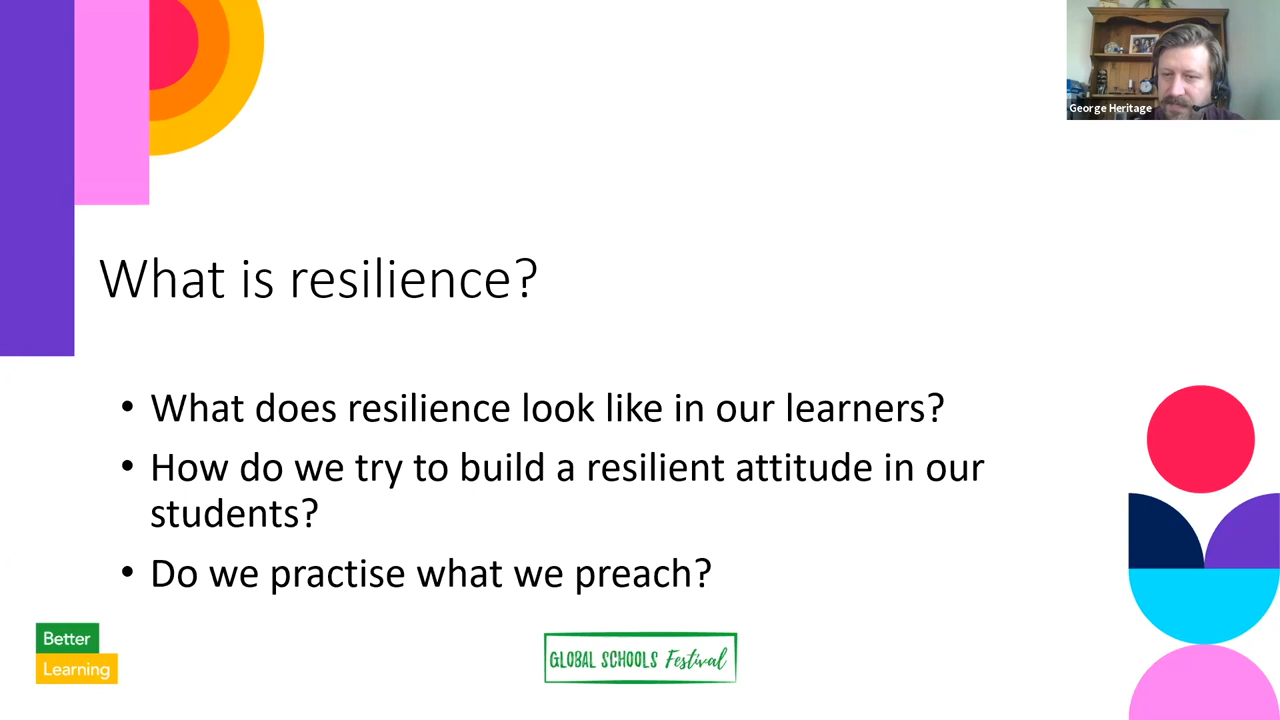 George Heritage
What is resilience?
• What does resilience look like in our learners?
• How do we try to build a resilient attitude in our
students?
• Do we practise what we preach?
Better
Learning
GLOBAL SCHOOLS Festival